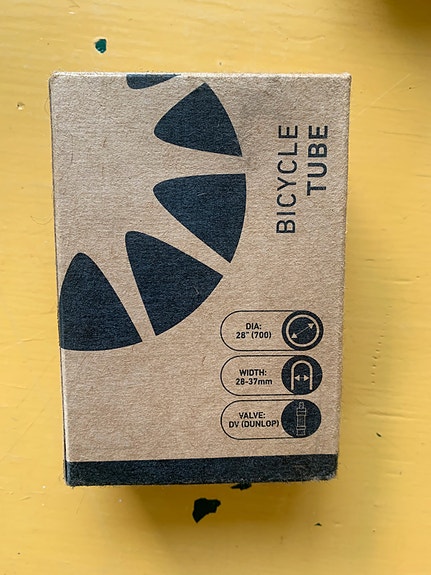 BICYCLE
TUBE
DIA:
28" (700)
WIDTH:
28-37mm
VALVE:
DV (DUNLOP)